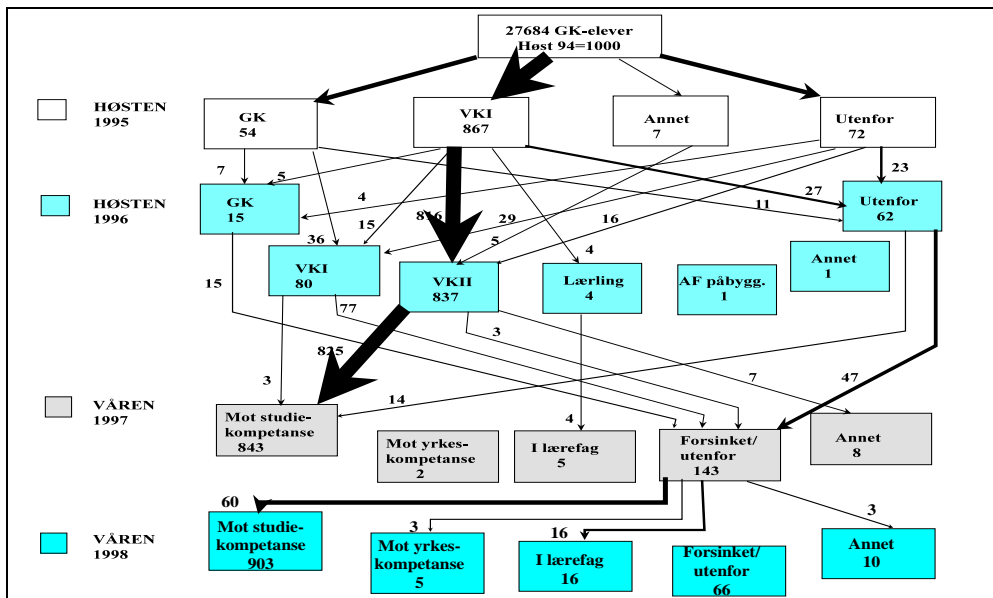 27684 GK-elever
Høst 94=1000
HØSTEN
1995
GK
54
VKI
867
Annet
7
Utenfor
72
7
5
4
23
27
11
HØSTEN
1996
GK
15
Utenfor
62
36
15
816
29
5
16
4
VKI
80
VKII
837
Lærling
4
AF påbygg.
1
Annet
1
15
77
3
825
3
7
47
14
4
VÅREN
1997
Mot studie-
kompetanse
843
Mot yrkes-
kompetanse
2
I lærefag
5
Forsinket/
utenfor
143
Annet
8
60
3
16
3
VÅREN
1998
Mot studie-
kompetanse
903
Mot yrkes-
kompetanse
5
I lærefag
16
Forsinket/
utenfor
66
Annet
10